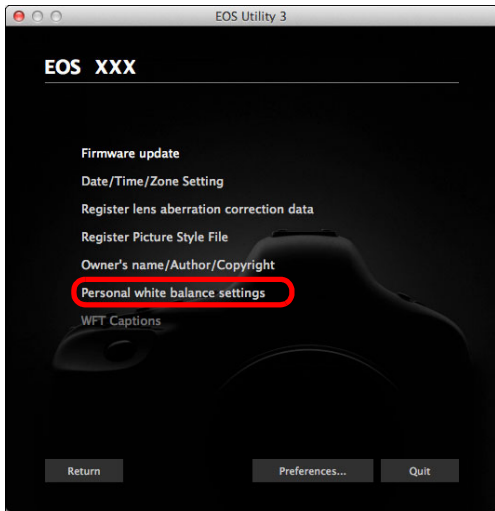 EOS Utility 3
EOS XXX
Firmware update
Date/Time/Zone Setting
Register lens aberration correction data
Register Picture Style File
Owner's name/Author/Copyright
Personal white balance settings
WFT Captions
Return Preferences... Quit